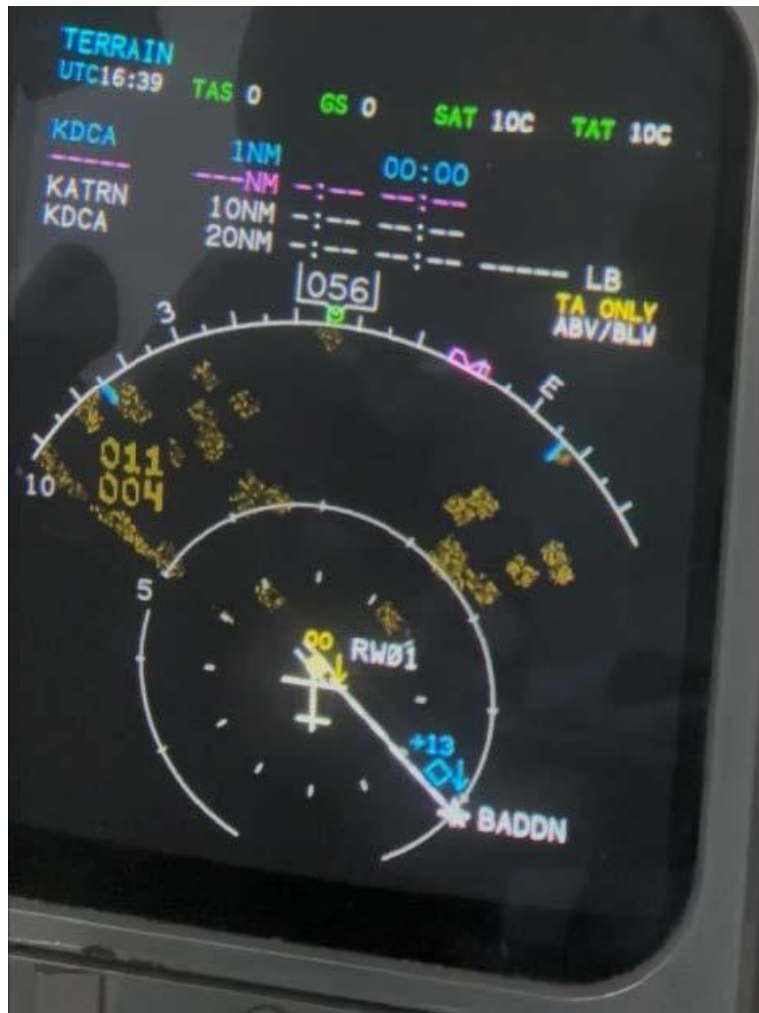 TERRAIN
UTC16:39 TAS 0 GS 0 SAT 10C TAT 10C
KDCA 1NM 00:00
-----  ---NM --:-- --:--
KATRN 10NM --:-- --:--
KDCA 20NM --:-- --:-- ----- LB
TA ONLY
ABV/BLW
056
3
E
10
011
004
5
00
RW01
+13
BADDN